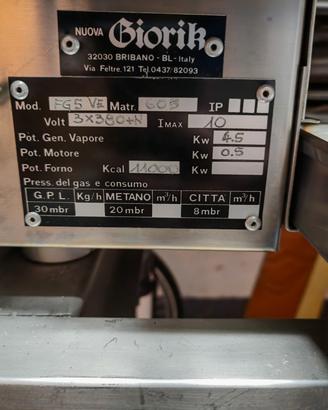 NUOVA Giorik
32030 BRIBANO - BL - Italy
Via Feltre, 121 Tel. 0437/82093
Mod. FG5 VE Matr. 605 IP
Volt 3x380+N IMAX 10
Pot. Gen. Vapore Kw 4.5
Pot. Motore Kw 0.5
Pot. Forno Kcal 11000 Kw
Press. del gas e consumo
G.P.L. Kg/h METANO m³/h CITTA m³/h
30 mbr 20 mbr 8 mbr